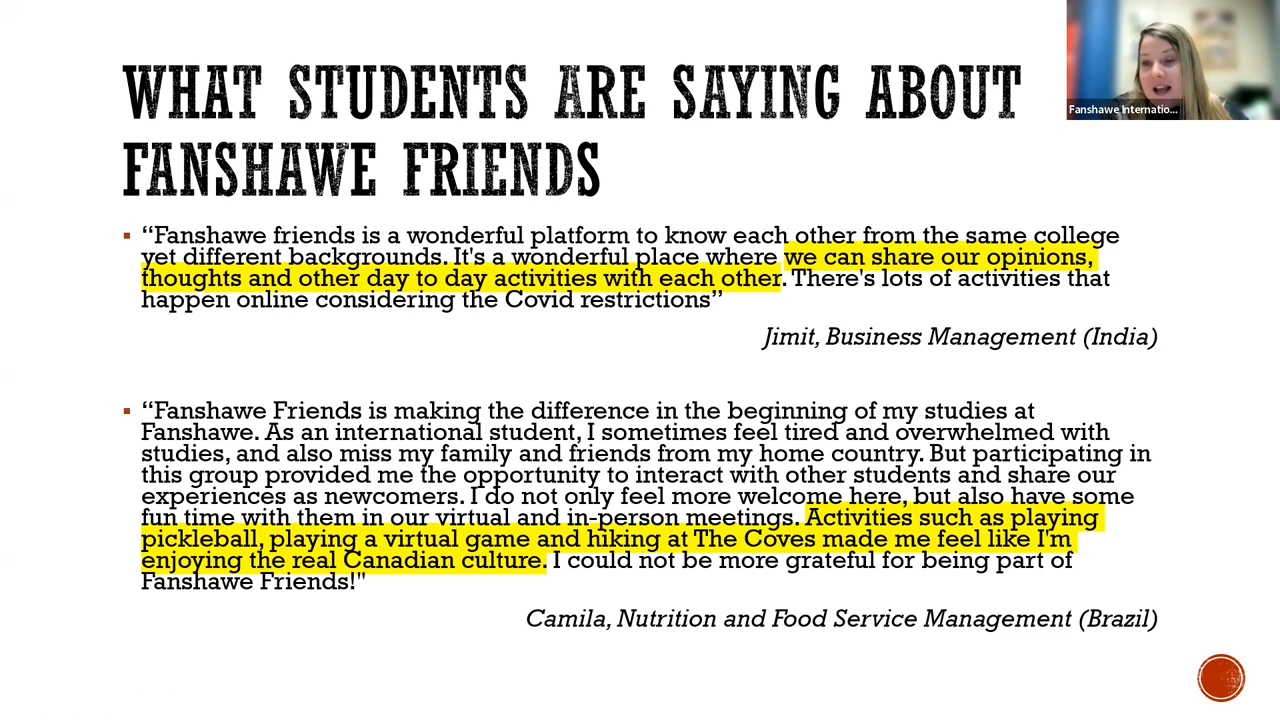 WHAT STUDENTS ARE SAYING ABOUT
FANSHAWE FRIENDS
Fanshawe Internatio...
▪ “Fanshawe friends is a wonderful platform to know each other from the same college
yet different backgrounds. It's a wonderful place where we can share our opinions,
thoughts and other day to day activities with each other. There's lots of activities that
happen online considering the Covid restrictions”
Jimit, Business Management (India)
▪ “Fanshawe Friends is making the difference in the beginning of my studies at
Fanshawe. As an international student, I sometimes feel tired and overwhelmed with
studies, and also miss my family and friends from my home country. But participating in
this group provided me the opportunity to interact with other students and share our
experiences as newcomers. I do not only feel more welcome here, but also have some
fun time with them in our virtual and in-person meetings. Activities such as playing
pickleball, playing a virtual game and hiking at The Coves made me feel like I'm
enjoying the real Canadian culture. I could not be more grateful for being part of
Fanshawe Friends!"
Camila, Nutrition and Food Service Management (Brazil)